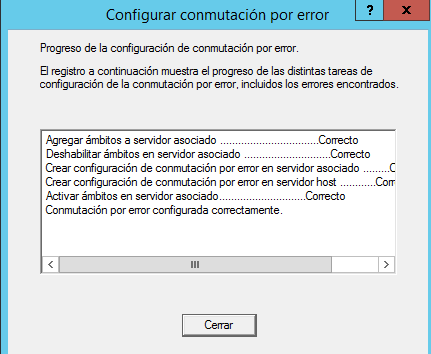 Configurar conmutación por error
? x
Progreso de la configuración de conmutación por error.
El registro a continuación muestra el progreso de las distintas tareas de
configuración de la conmutación por error, incluidos los errores encontrados.
Agregar ámbitos a servidor asociado .................................Correcto
Deshabilitar ámbitos en servidor asociado .............................Correcto
Crear configuración de conmutación por error en servidor asociado .........C
Crear configuración de conmutación por error en servidor host ............Corr
Activar ámbitos en servidor asociado.............................Correcto
Conmutación por error configurada correctamente.
Cerrar